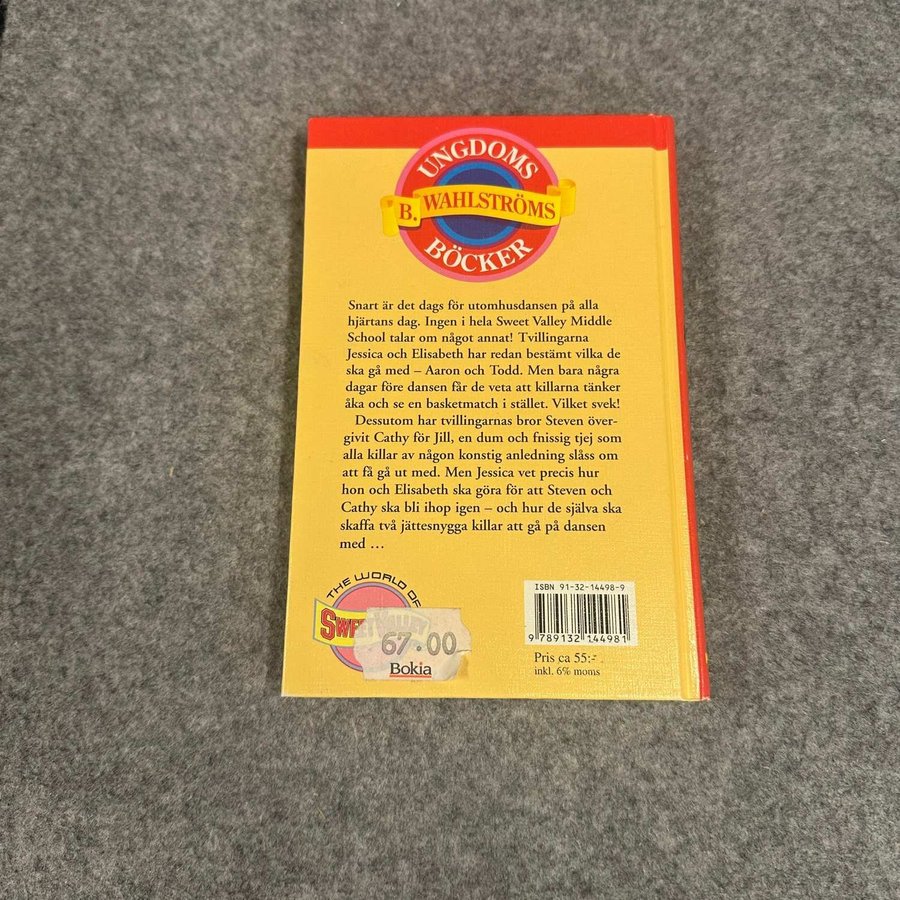 UNGDOMS
B. WAHLSTRÖMS
BÖCKER
Snart är det dags för utomhusdansen på alla
hjärtans dag. Ingen i hela Sweet Valley Middle
School talar om något annat! Tvillingarna
Jessica och Elisabeth har redan bestämt vilka de
ska gå med – Aaron och Todd. Men bara några
dagar före dansen får de veta att killarna tänker
åka och se en basketmatch i stället. Vilket svek!
Dessutom har tvillingarnas bror Steven över-
givit Cathy för Jill, en dum och fnissig tjej som
alla killar av någon konstig anledning slåss om
att få gå ut med. Men Jessica vet precis hur
hon och Elisabeth ska göra för att Steven och
Cathy ska bli ihop igen – och hur de själva ska
skaffa två jättesnygga killar att gå på dansen
med ...
THE WORLD OF
SWEET VALLEY
67.00
Bokia
ISBN 91-32-14498-9
9 789132 144981
Pris ca 55:-
inkl. 6% moms